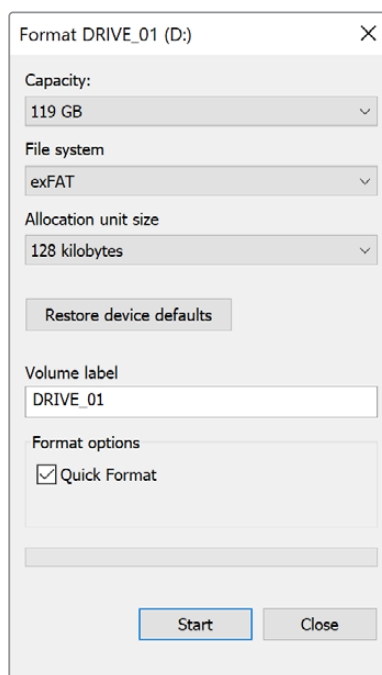 Format DRIVE_01 (D:)
Capacity:
119 GB
File system
exFAT
Allocation unit size
128 kilobytes
Restore device defaults
Volume label
DRIVE_01
Format options
Quick Format
Start Close